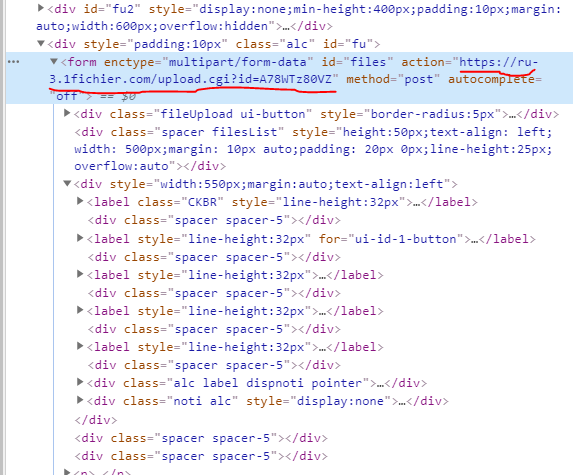 <div id="fu2" style="display:none;min-height:400px;padding:10px;margin:
auto;width:600px;overflow:hidden">…</div>
<div style="padding:10px" class="alc" id="fu">
<form enctype="multipart/form-data" id="files" action="https://ru-
3.1fichier.com/upload.cgi?id=A78WTz80VZ" method="post" autocomplete=
"off"> == $0
<div class="fileUpload ui-button" style="border-radius:5px">…</div>
<div class="spacer filesList" style="height:50px;text-align: left;
width: 500px;margin: 10px auto;padding: 20px 0px;line-height:25px;
overflow:auto"></div>
<div style="width:550px;margin:auto;text-align:left">
<label class="CKBR" style="line-height:32px">…</label>
<div class="spacer spacer-5"></div>
<label style="line-height:32px" for="ui-id-1-button">…</label>
<div class="spacer spacer-5"></div>
<label style="line-height:32px">…</label>
<div class="spacer spacer-5"></div>
<label style="line-height:32px">…</label>
<div class="spacer spacer-5"></div>
<label style="line-height:32px">…</label>
<div class="spacer spacer-5"></div>
<div class="alc label dispnoti pointer">…</div>
<div class="noti alc" style="display:none">…</div>
</div>
<div class="spacer spacer-5"></div>
<div class="spacer spacer-5"></div>